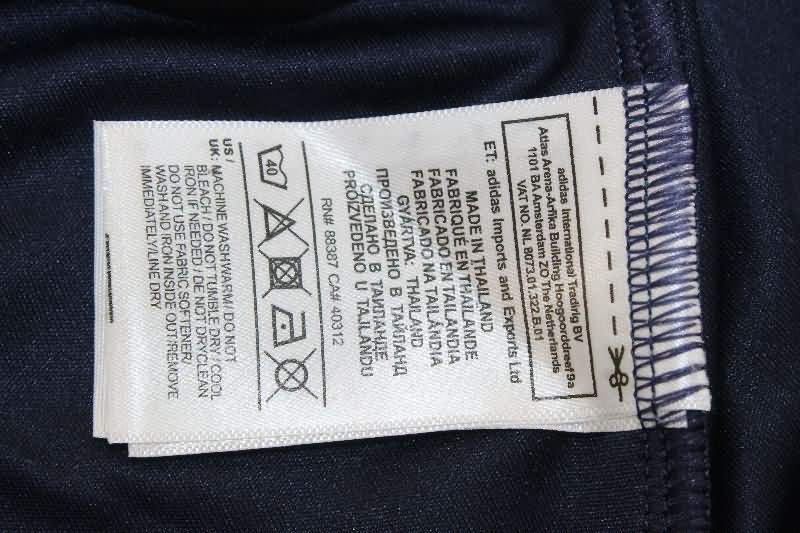 adidas International Trading BV
Atlas Arena-Afrika Building Hoogoorddreef 9a
1101 BA Amsterdam ZO The Netherlands
VAT NO. NL 8073.01.322.B.01
ET: adidas Imports and Exports Ltd
MADE IN THAILAND
FABRIQUÉ EN THAILANDE
FABRICADO EN TAILANDIA
FABRICADO NA TAILÂNDIA
GYÁRTVA: THAILAND
ПРОИЗВЕДЕНО В ТАЙЛАНД
СДЕЛАНО В ТАИЛАНДЕ
PROIZVEDENO U TAJLANDU
RN# 88387 CA# 40312
40
US /
UK: MACHINE WASH WARM / DO NOT
BLEACH / DO NOT TUMBLE DRY / COOL
IRON IF NEEDED / DE NOT DRYCLEAN
DO NOT USE FABRIC SOFTENER /
WASH AND IRON INSIDE OUT / REMOVE
IMMEDIATELY / LINE DRY